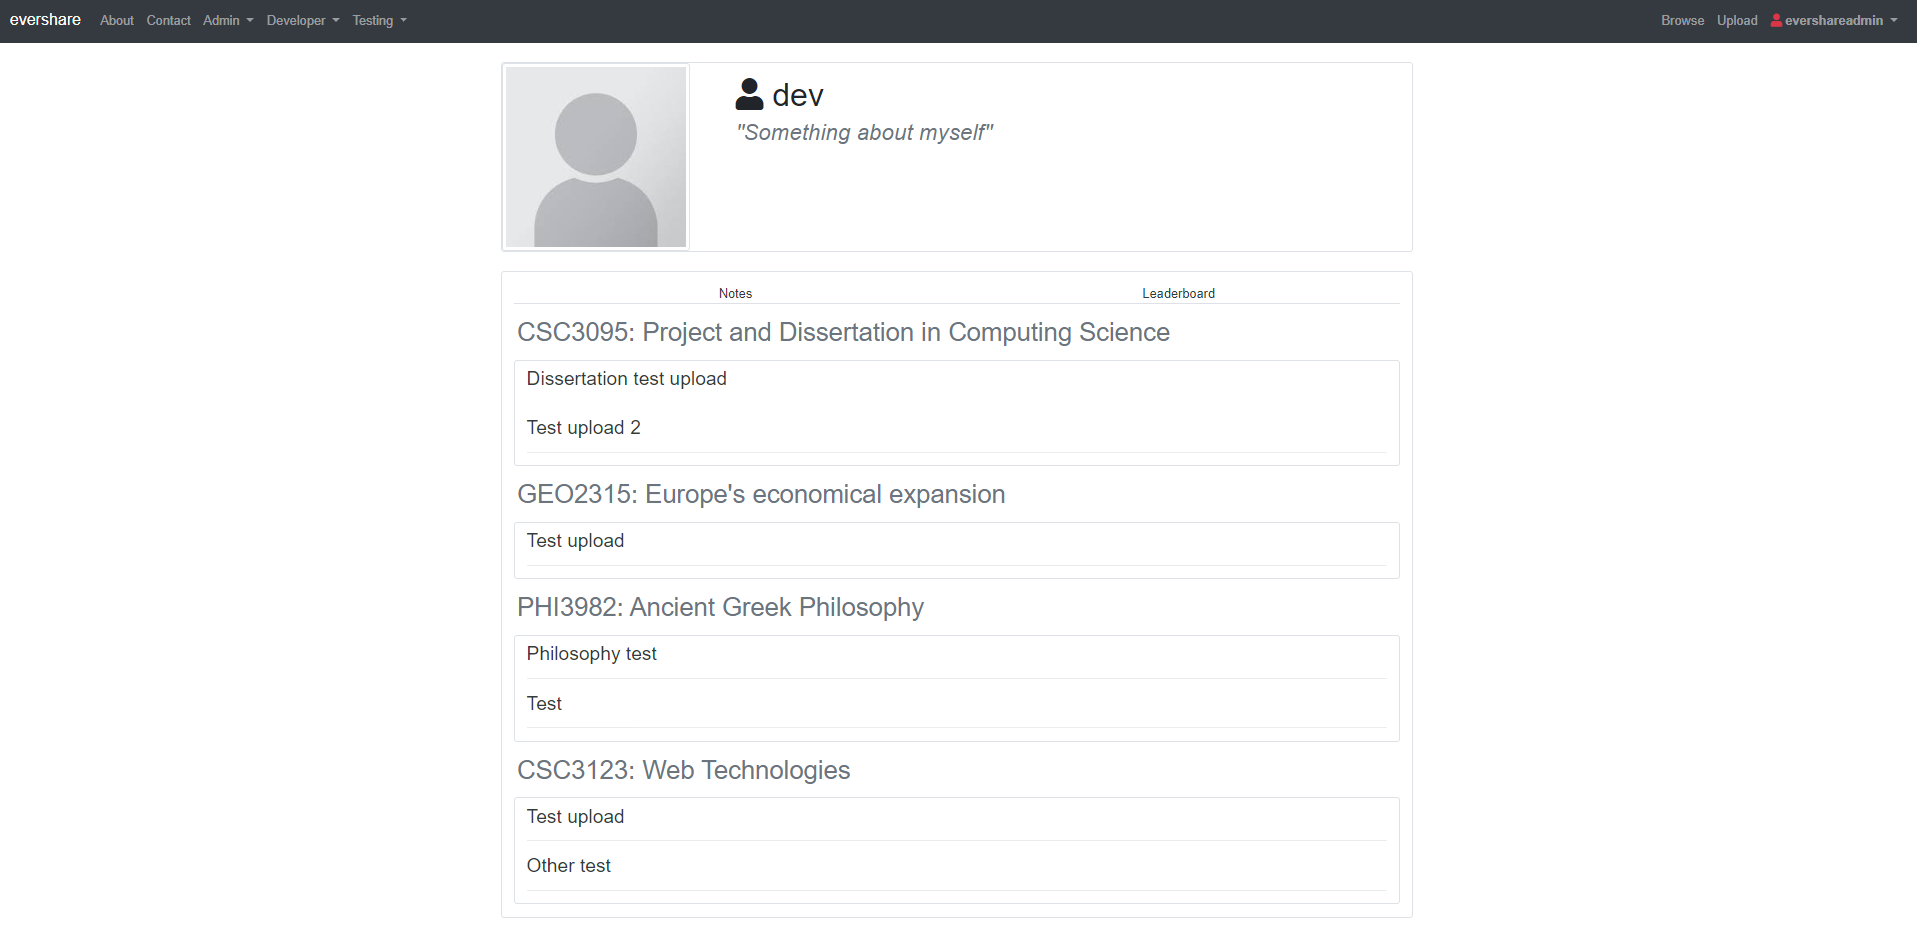 evershare About Contact Admin Developer Testing Browse Upload evershareadmin
dev
"Something about myself"
Notes Leaderboard
CSC3095: Project and Dissertation in Computing Science
Dissertation test upload
Test upload 2
GEO2315: Europe's economical expansion
Test upload
PHI3982: Ancient Greek Philosophy
Philosophy test
Test
CSC3123: Web Technologies
Test upload
Other test